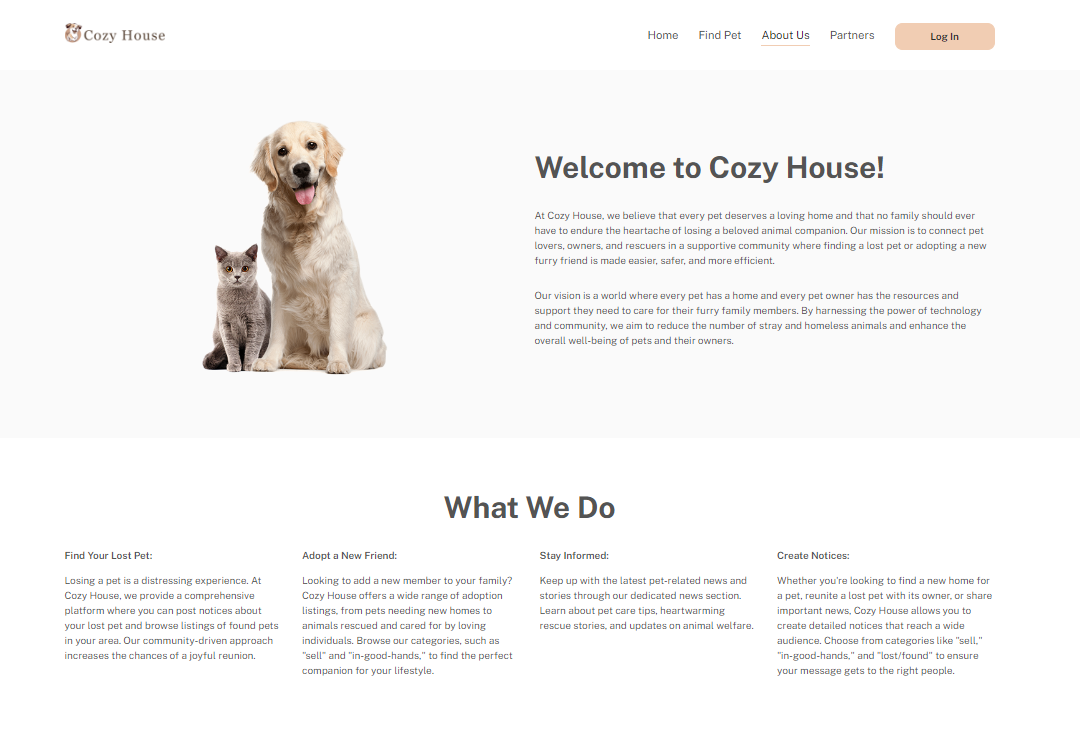 Cozy House
Home
Find Pet
About Us
Partners
Log In
Welcome to Cozy House!
At Cozy House, we believe that every pet deserves a loving home and that no family should ever
have to endure the heartache of losing a beloved animal companion. Our mission is to connect pet
lovers, owners, and rescuers in a supportive community where finding a lost pet or adopting a new
furry friend is made easier, safer, and more efficient.
Our vision is a world where every pet has a home and every pet owner has the resources and
support they need to care for their furry family members. By harnessing the power of technology
and community, we aim to reduce the number of stray and homeless animals and enhance the
overall well-being of pets and their owners.
What We Do
Find Your Lost Pet:
Losing a pet is a distressing experience. At
Cozy House, we provide a comprehensive
platform where you can post notices about
your lost pet and browse listings of found pets
in your area. Our community-driven approach
increases the chances of a joyful reunion.
Adopt a New Friend:
Looking to add a new member to your family?
Cozy House offers a wide range of adoption
listings, from pets needing new homes to
animals rescued and cared for by loving
individuals. Browse our categories, such as
"sell" and "in-good-hands," to find the perfect
companion for your lifestyle.
Stay Informed:
Keep up with the latest pet-related news and
stories through our dedicated news section.
Learn about pet care tips, heartwarming
rescue stories, and updates on animal welfare.
Create Notices:
Whether you're looking to find a new home for
a pet, reunite a lost pet with its owner, or share
important news, Cozy House allows you to
create detailed notices that reach a wide
audience. Choose from categories like "sell,"
"in-good-hands," and "lost/found" to ensure
your message gets to the right people.